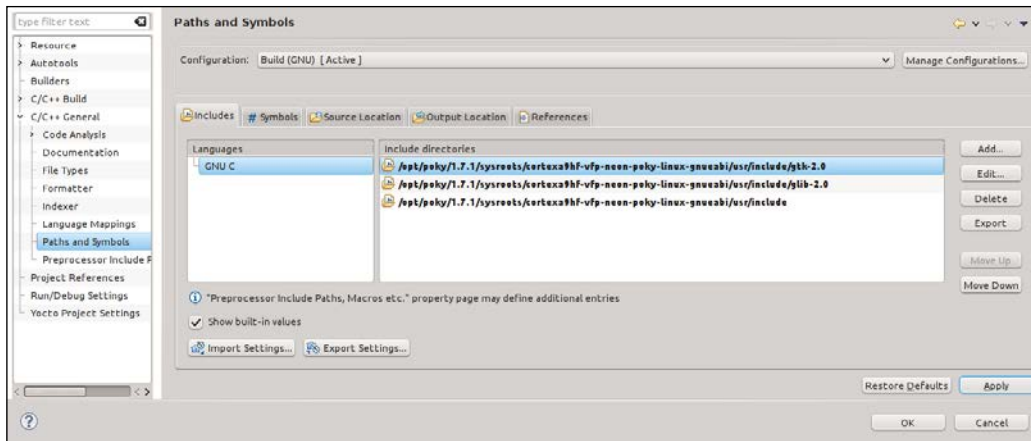 type filter text
Resource
Autotools
Builders
C/C++ Build
C/C++ General
Code Analysis
Documentation
File Types
Formatter
Indexer
Language Mappings
Paths and Symbols
Preprocessor Include P
Project References
Run/Debug Settings
Yocto Project Settings
Paths and Symbols
Configuration: Build (GNU) [ Active ]
Manage Configurations...
Includes # Symbols Source Location Output Location References
Languages
GNU C
Include directories
/opt/poky/1.7.1/sysroots/cortexa9hf-vfp-neon-poky-linux-gnueabi/usr/include/gtk-2.0
/opt/poky/1.7.1/sysroots/cortexa9hf-vfp-neon-poky-linux-gnueabi/usr/include/glib-2.0
/opt/poky/1.7.1/sysroots/cortexa9hf-vfp-neon-poky-linux-gnueabi/usr/include
Add...
Edit...
Delete
Export
Move Up
Move Down
"Preprocessor Include Paths, Macros etc." property page may define additional entries
Show built-in values
Import Settings... Export Settings...
Restore Defaults Apply
? OK Cancel